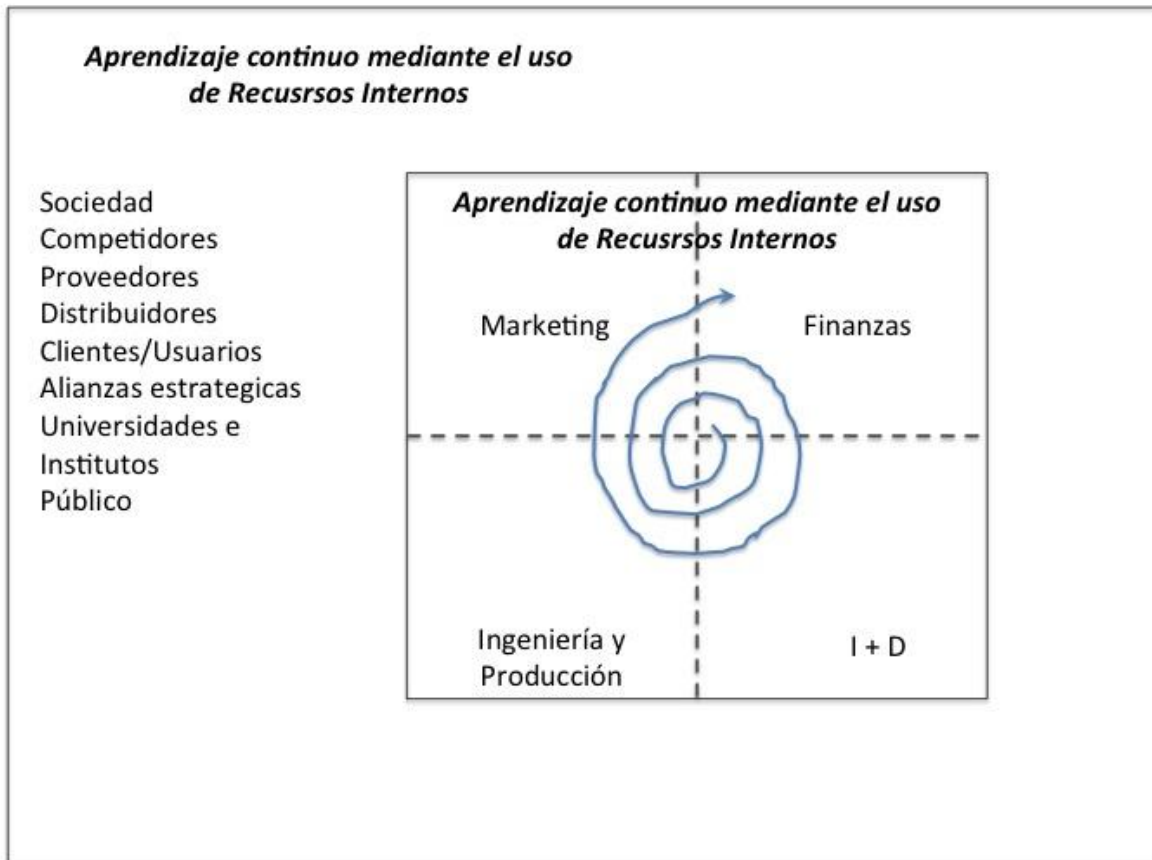 Aprendizaje continuo mediante el uso
de Recusrsos Internos
Sociedad
Competidores
Proveedores
Distribuidores
Clientes/Usuarios
Alianzas estrategicas
Universidades e
Institutos
Público
Aprendizaje continuo mediante el uso
de Recusrsos Internos
Marketing
Finanzas
Ingeniería y
Producción
I + D